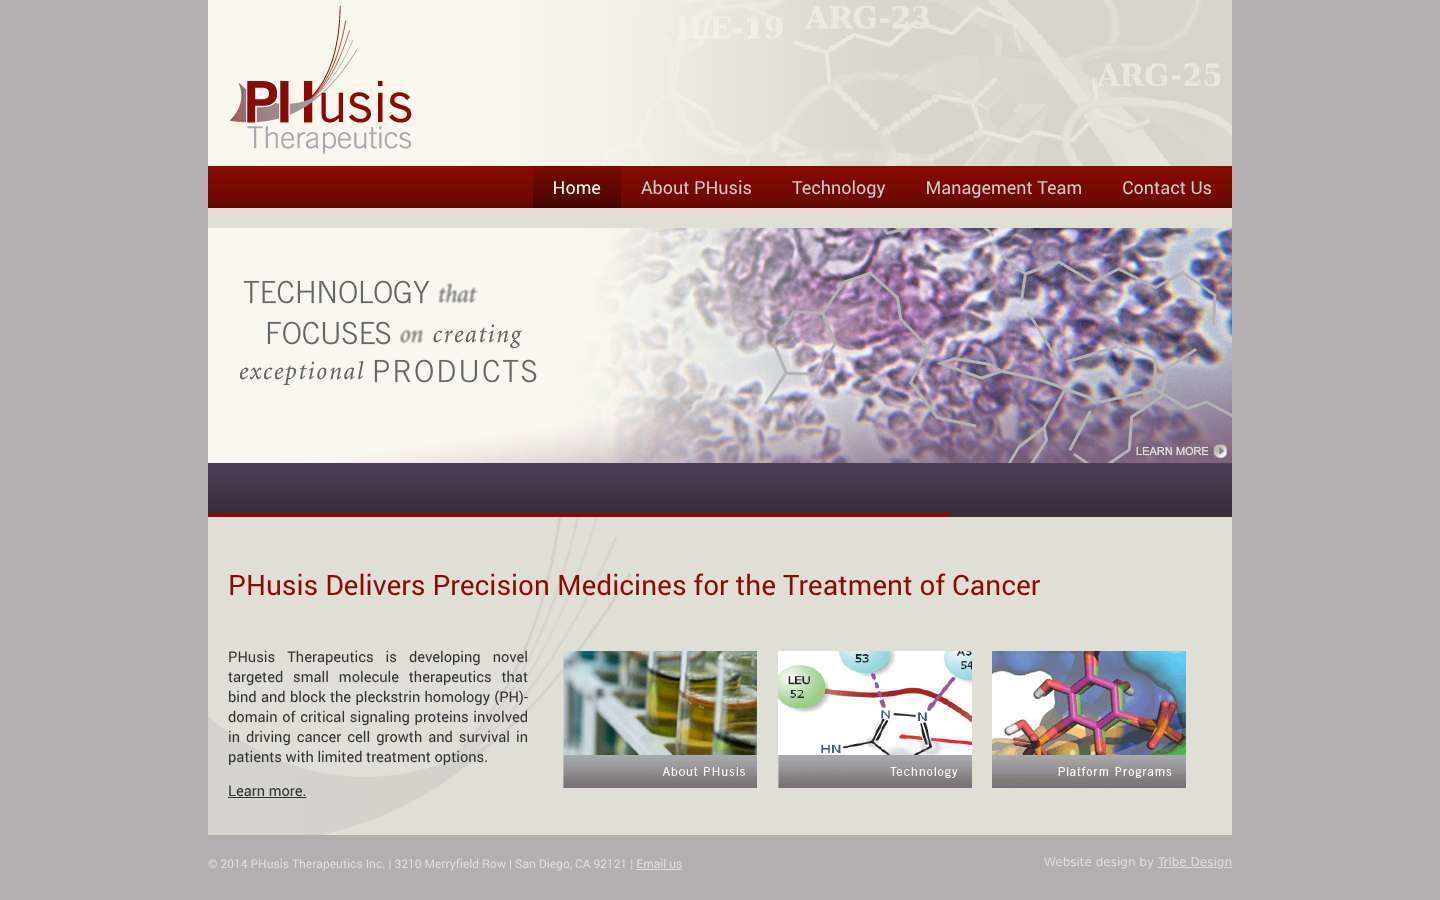 ARG-23
ARG-25
PHusis
Therapeutics
Home
About PHusis
Technology
Management Team
Contact Us
TECHNOLOGY that
FOCUSES on creating
exceptional PRODUCTS
LEARN MORE
PHusis Delivers Precision Medicines for the Treatment of Cancer
PHusis Therapeutics is developing novel
targeted small molecule therapeutics that
bind and block the pleckstrin homology (PH)-
domain of critical signaling proteins involved
in driving cancer cell growth and survival in
patients with limited treatment options.
Learn more.
About PHusis
53
54
LEU
52
N
N
HN
Technology
Platform Programs
© 2014 PHusis Therapeutics Inc. | 3210 Merryfield Row | San Diego, CA 92121 | Email us
Website design by Tribe Design